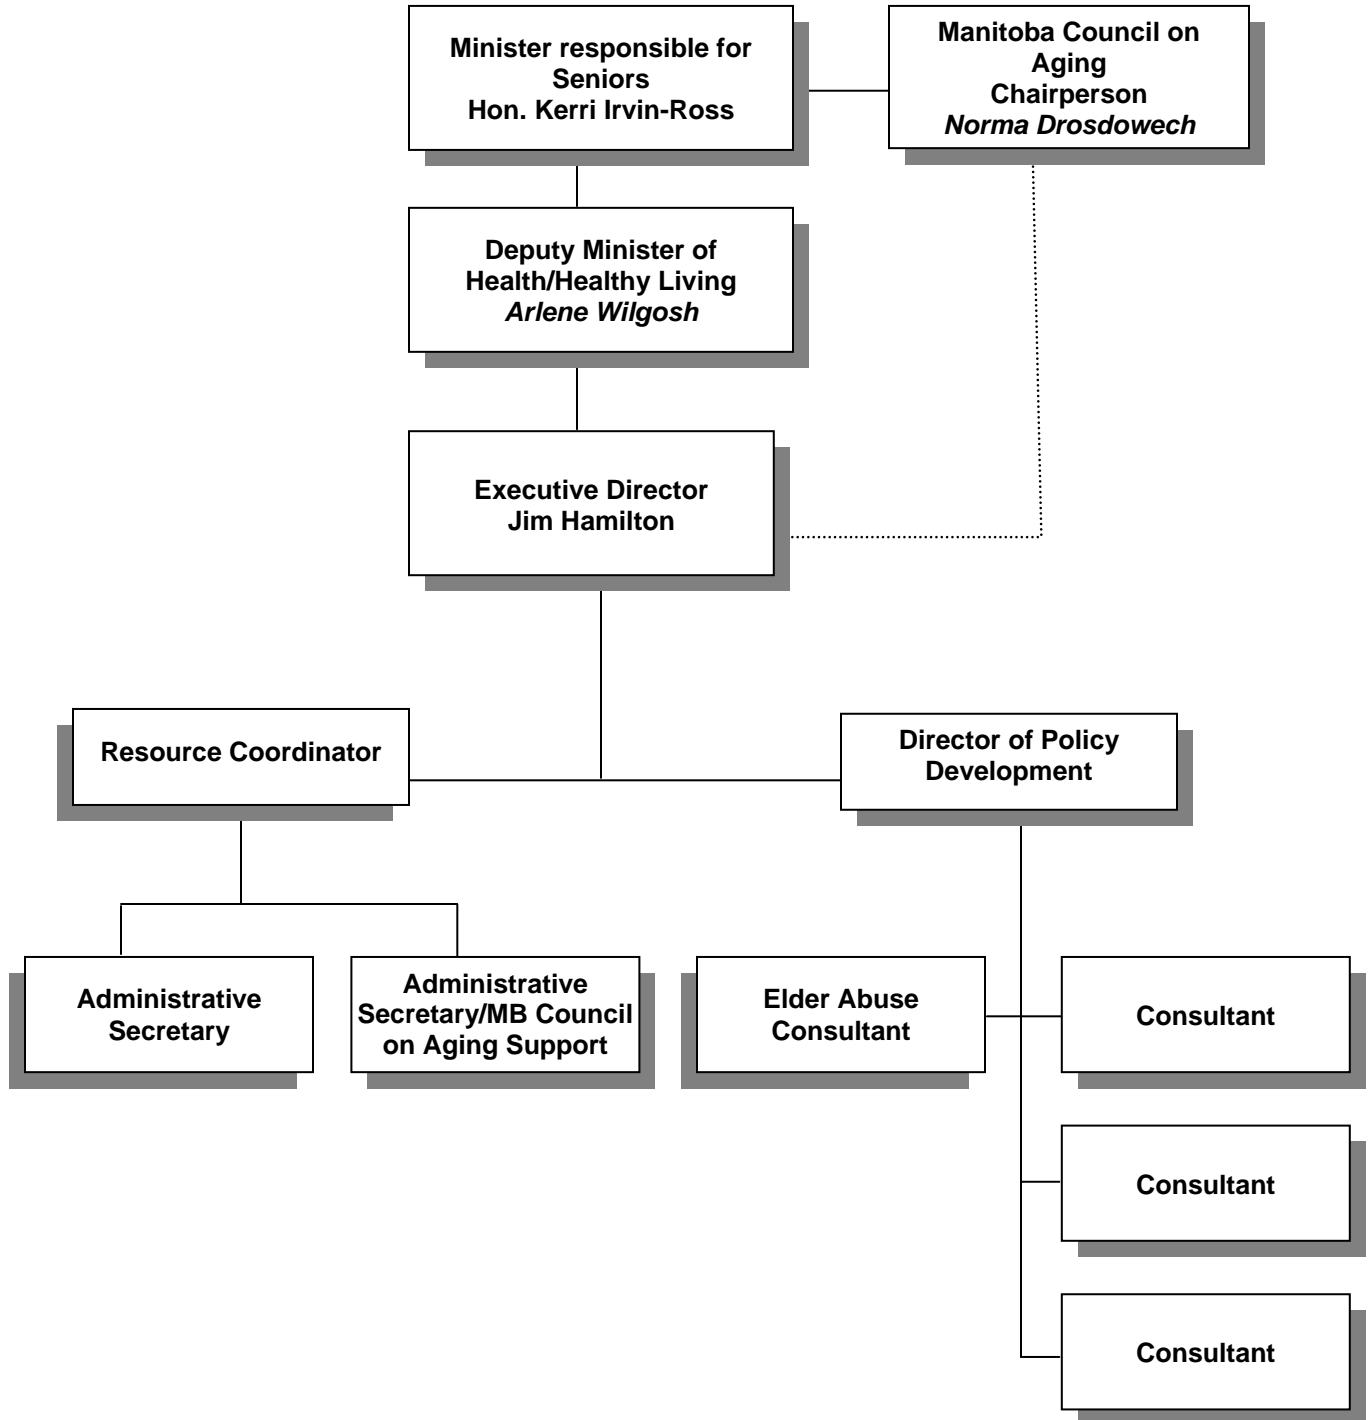 Minister responsible for
Seniors
Hon. Kerri Irvin-Ross
Manitoba Council on
Aging
Chairperson
Norma Drosdowech
Deputy Minister of
Health/Healthy Living
Arlene Wilgosh
Executive Director
Jim Hamilton
Resource Coordinator
Director of Policy
Development
Administrative
Secretary
Administrative
Secretary/MB Council
on Aging Support
Elder Abuse
Consultant
Consultant
Consultant
Consultant